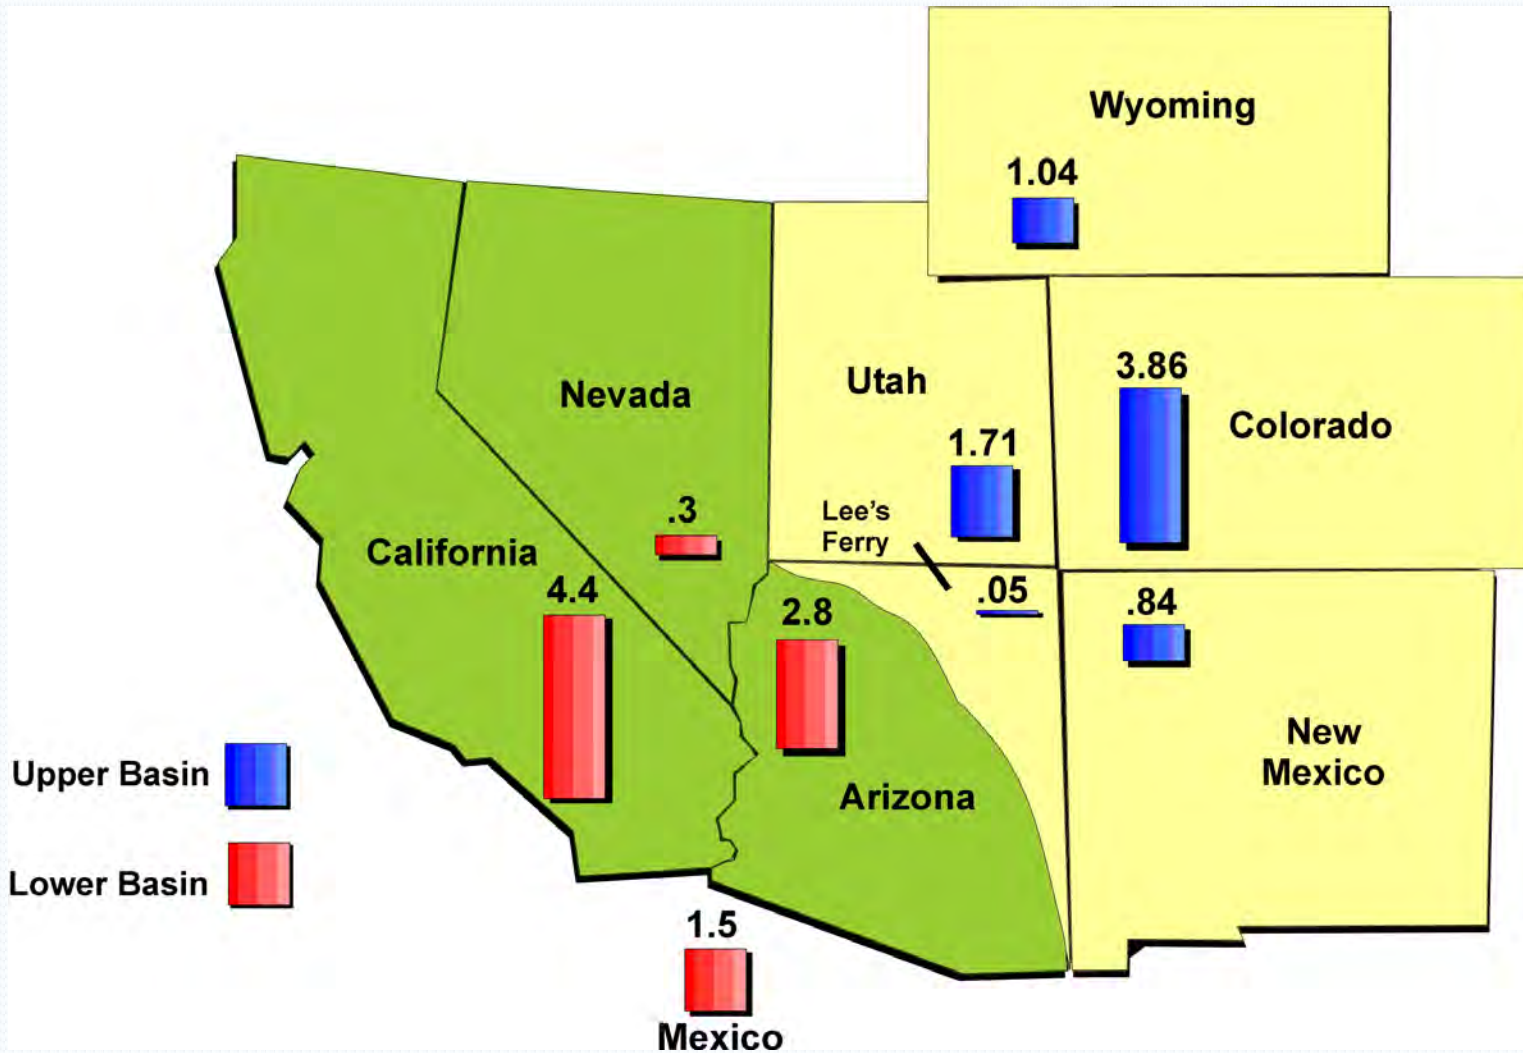 Wyoming
1.04
Nevada
.3
Utah
1.71
3.86
Colorado
Lee's
Ferry
California
4.4
2.8
.05
.84
Arizona
New
Mexico
Upper Basin
Lower Basin
1.5
Mexico